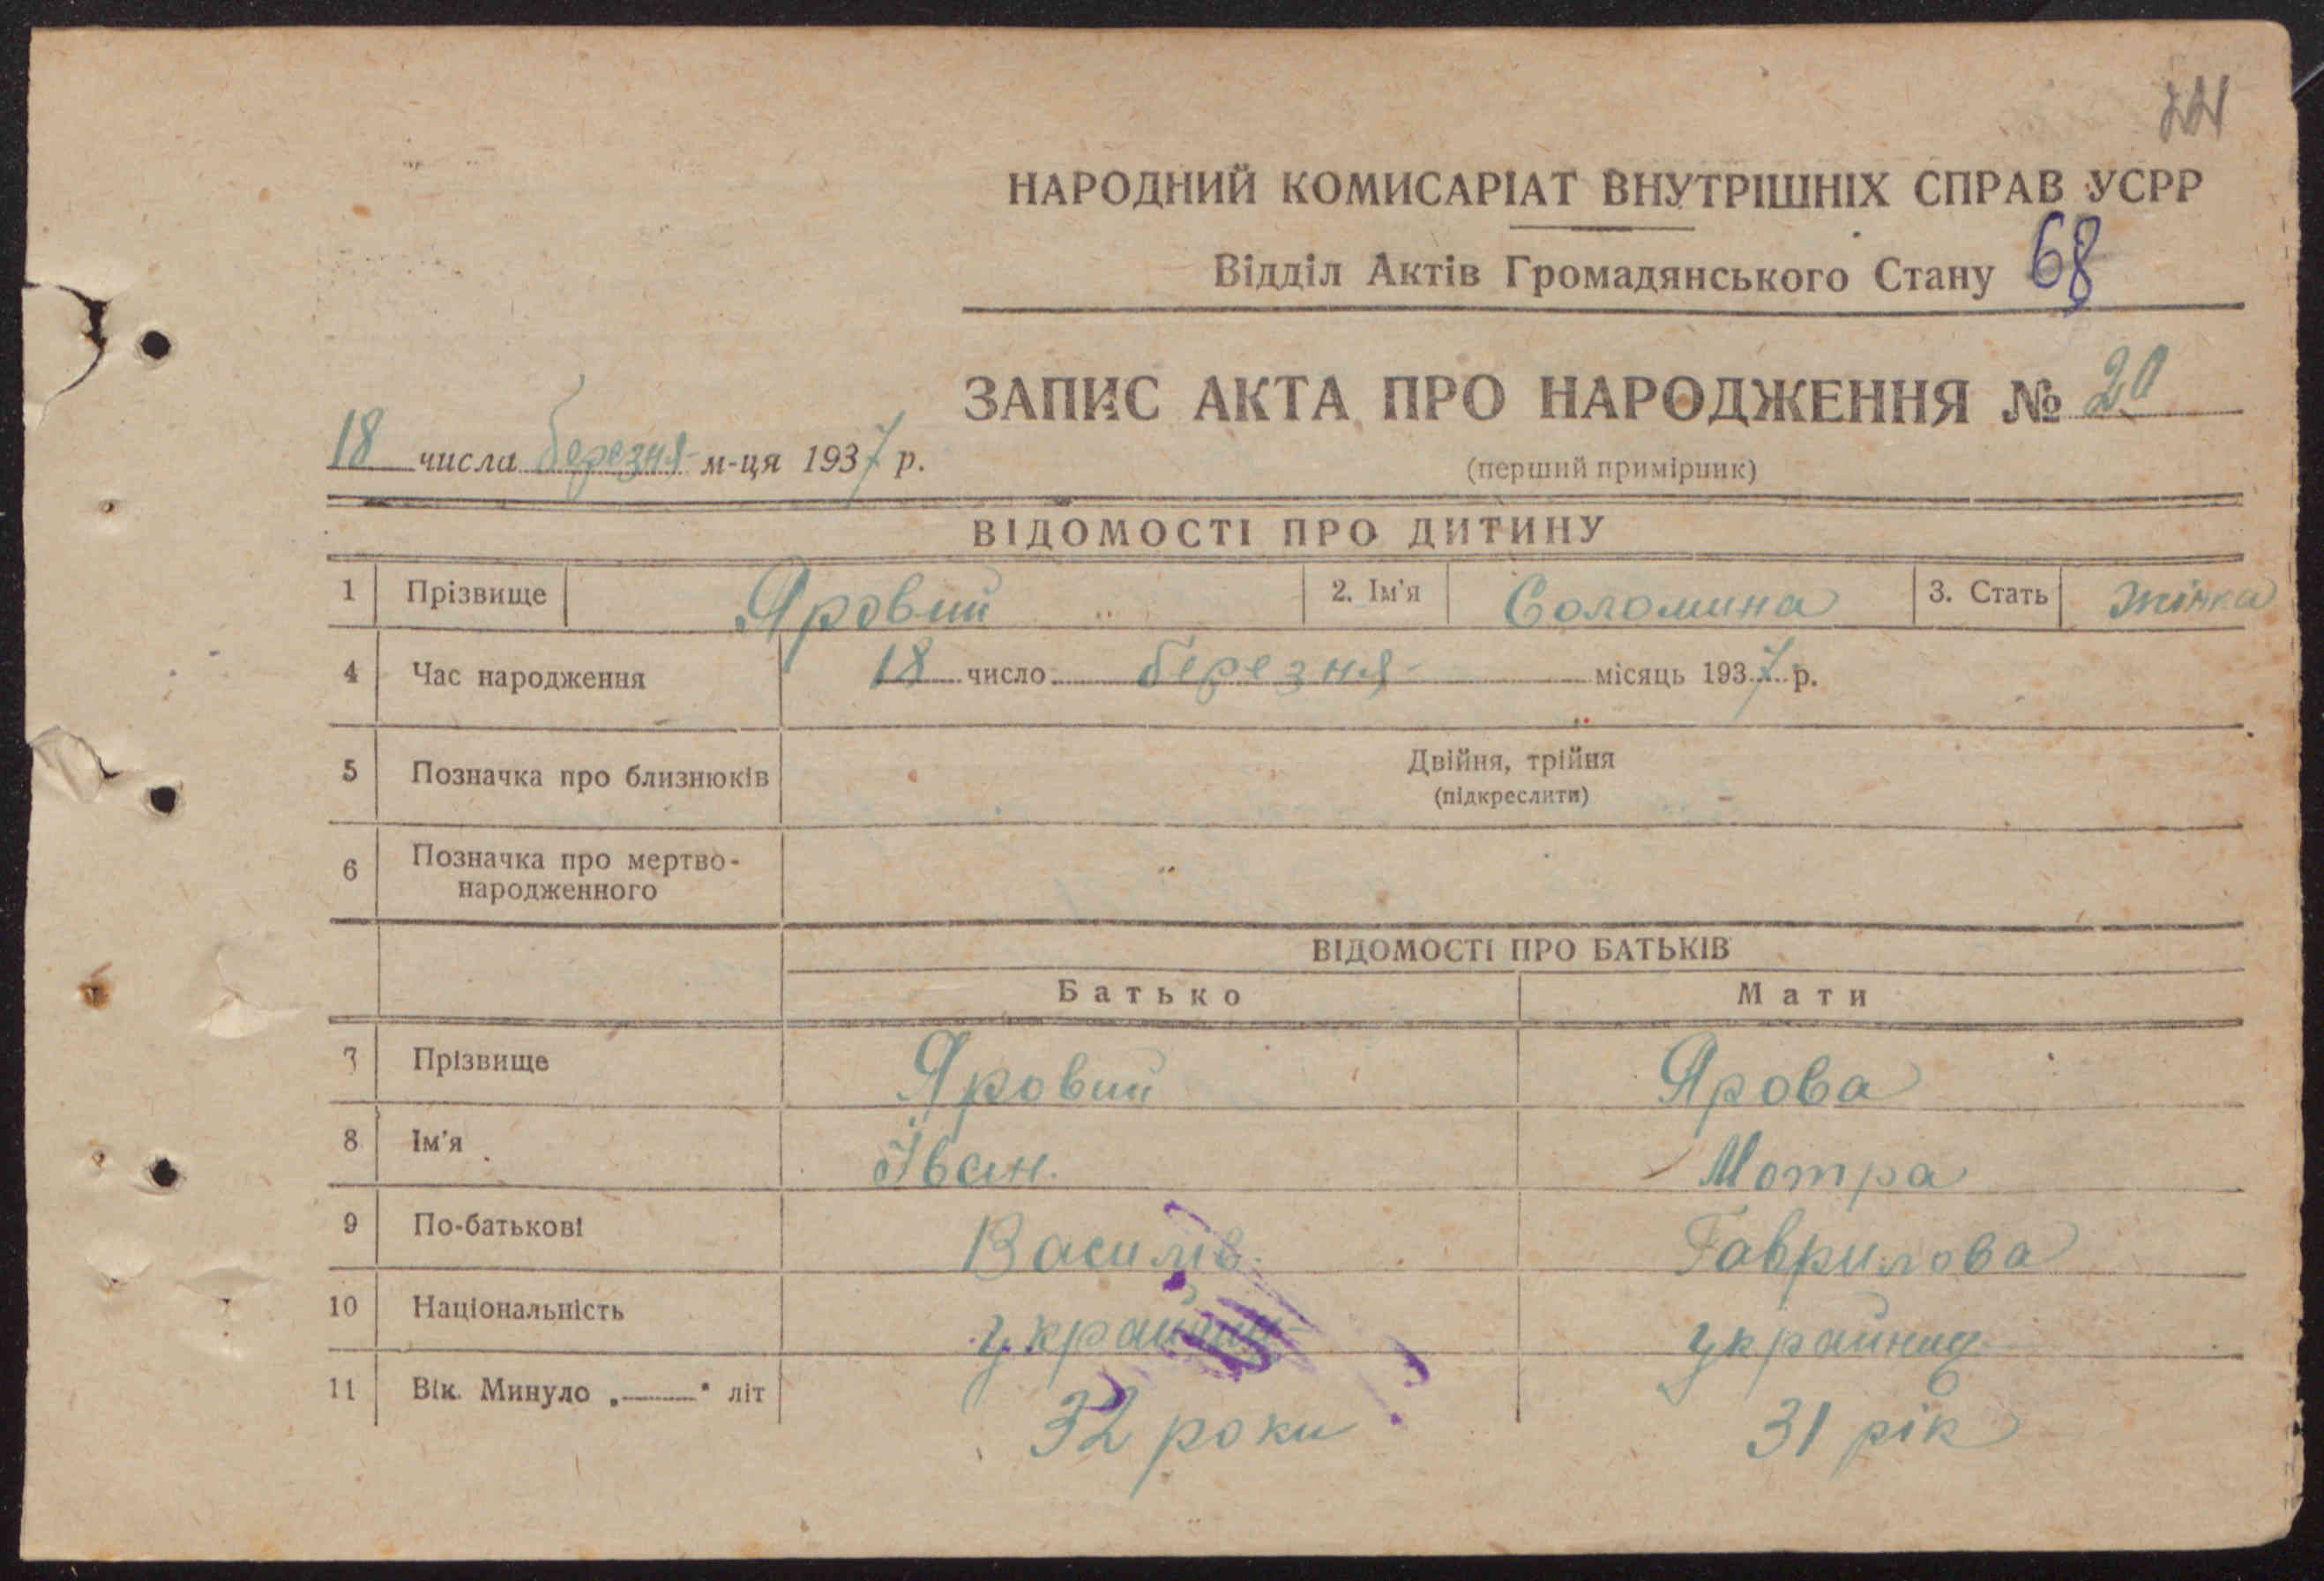 НАРОДНИЙ КОМИСАРІАТ ВНУТРІШНІХ СПРАВ УСРР
Відділ Актів Громадянського Стану 68
ЗАПИС АКТА ПРО НАРОДЖЕННЯ № 20
18 числа березня м-ця 1937 р.
(перший примірник)
ВІДОМОСТІ ПРО ДИТИНУ
1 Прізвище Яровий 2. Ім'я Соломина 3. Стать жінка
4 Час народження 18 число березня місяць 1937 р.
5 Позначка про близнюків Двійня, трійня
(підкреслити)
6 Позначка про мертво-
народженного
ВІДОМОСТІ ПРО БАТЬКІВ
Батько Мати
7 Прізвище Яровий Ярова
8 Ім'я Іван. Мотра
9 По-батькові Василів. Гаврилова
10 Національність
11 Вік. Минуло „——" літ 32 роки 31 рік